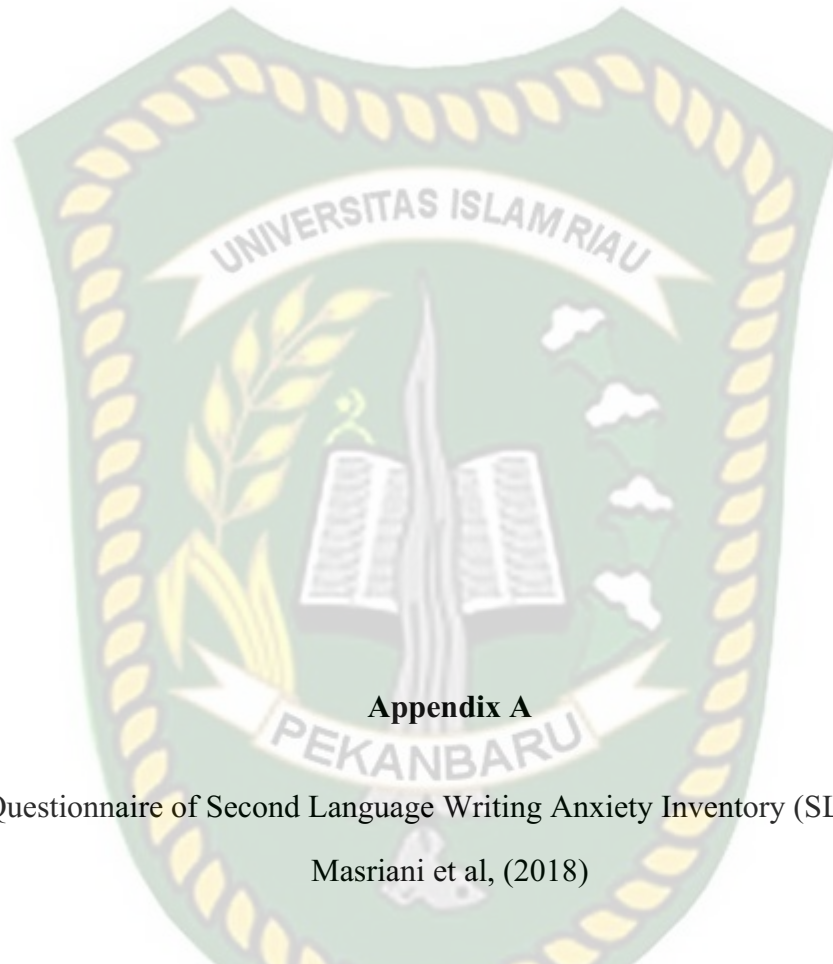 UNIVERSITAS ISLAM RIAU
Appendix A
PEKANBARU
Questionnaire of Second Language Writing Anxiety Inventory (SL
Masriani et al, (2018)